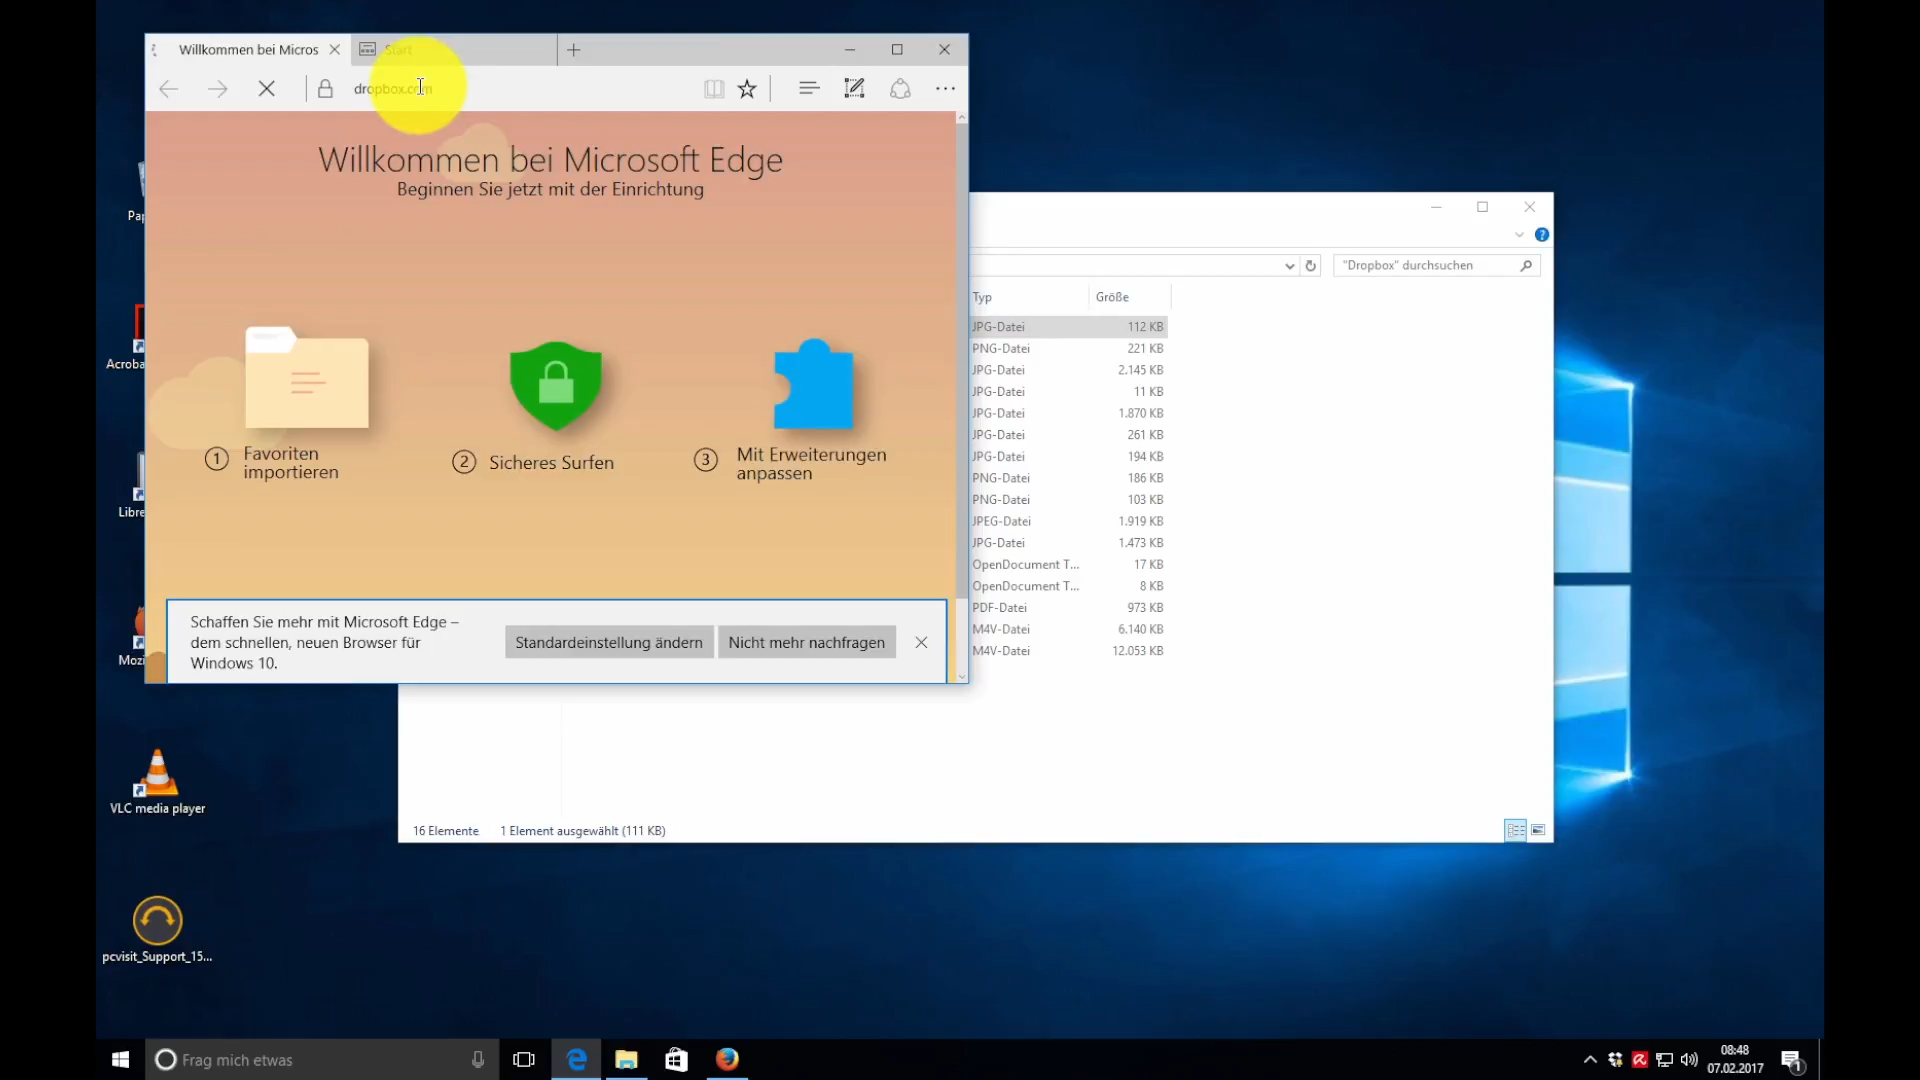 Willkommen bei Micros
Start
dropbox.com
Willkommen bei Microsoft Edge
Beginnen Sie jetzt mit der Einrichtung
1 Favoriten
importieren
2 Sicheres Surfen
3 Mit Erweiterungen
anpassen
Schaffen Sie mehr mit Microsoft Edge –
dem schnellen, neuen Browser für
Windows 10.
Standardeinstellung ändern
Nicht mehr nachfragen
"Dropbox" durchsuchen
Typ Größe
JPG-Datei 112 KB
PNG-Datei 221 KB
JPG-Datei 2.145 KB
JPG-Datei 11 KB
JPG-Datei 1.870 KB
JPG-Datei 261 KB
JPG-Datei 194 KB
PNG-Datei 186 KB
PNG-Datei 103 KB
JPEG-Datei 1.919 KB
JPG-Datei 1.473 KB
OpenDocument T... 17 KB
OpenDocument T... 8 KB
PDF-Datei 973 KB
M4V-Datei 6.140 KB
M4V-Datei 12.053 KB
16 Elemente 1 Element ausgewählt (111 KB)
Pap
Acroba
Libre
Mozi
VLC media player
pcvisit_Support_15...
Frag mich etwas
08:48
07.02.2017
1